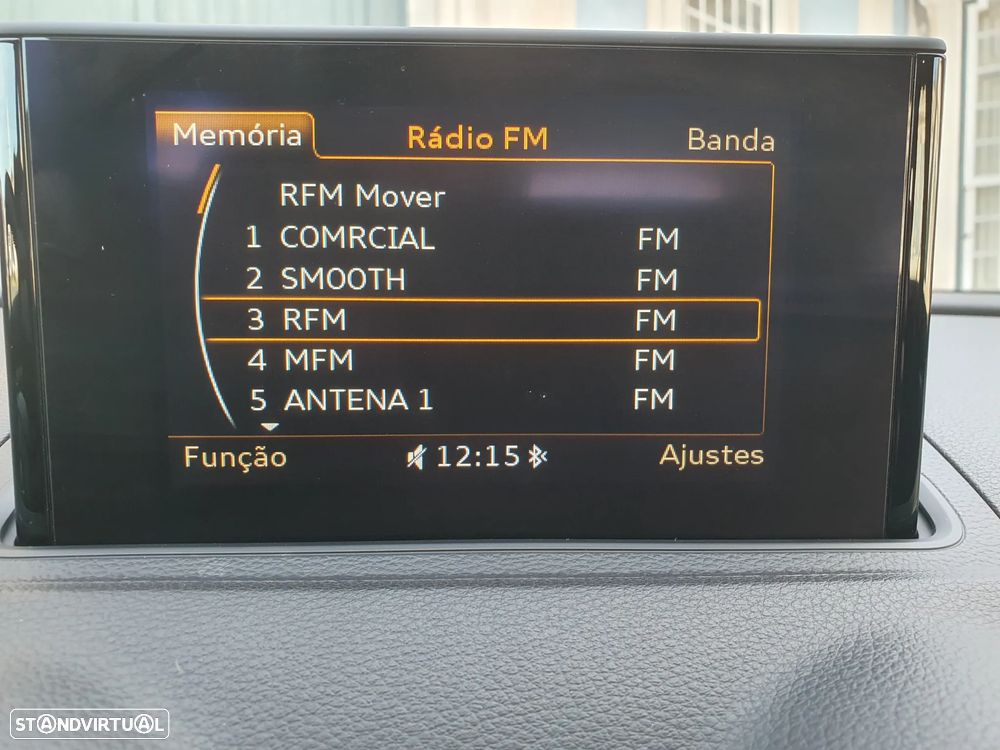 Memória Rádio FM Banda
RFM Mover
1 COMRCIAL FM
2 SMOOTH FM
3 RFM FM
4 MFM FM
5 ANTENA 1 FM
Função 12:15 Ajustes
STANDVIRTUAL